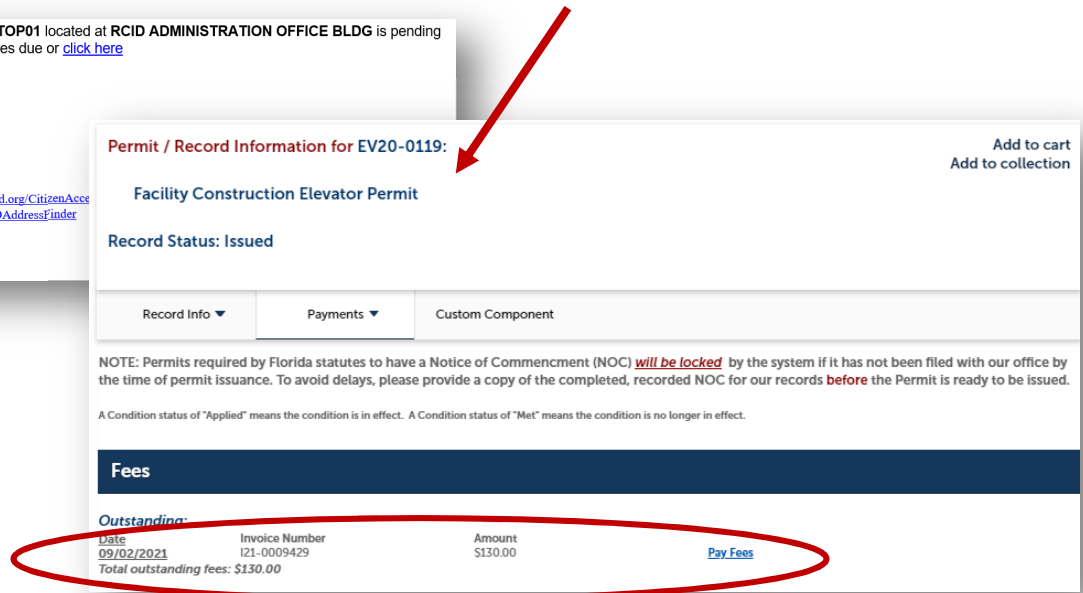 TOP01 located at RCID ADMINISTRATION OFFICE BLDG is pending
es due or click here
d.org/CitizenAcce
AddressFinder
Permit / Record Information for EV20-0119:
Add to cart
Add to collection
Facility Construction Elevator Permit
Record Status: Issued
Record Info ▼ Payments ▼ Custom Component
NOTE: Permits required by Florida statutes to have a Notice of Commencment (NOC) will be locked by the system if it has not been filed with our office by
the time of permit issuance. To avoid delays, please provide a copy of the completed, recorded NOC for our records before the Permit is ready to be issued.
A Condition status of "Applied" means the condition is in effect. A Condition status of "Met" means the condition is no longer in effect.
Fees
Outstanding:
Date Invoice Number Amount
09/02/2021 I21-0009429 $130.00 Pay Fees
Total outstanding fees: $130.00